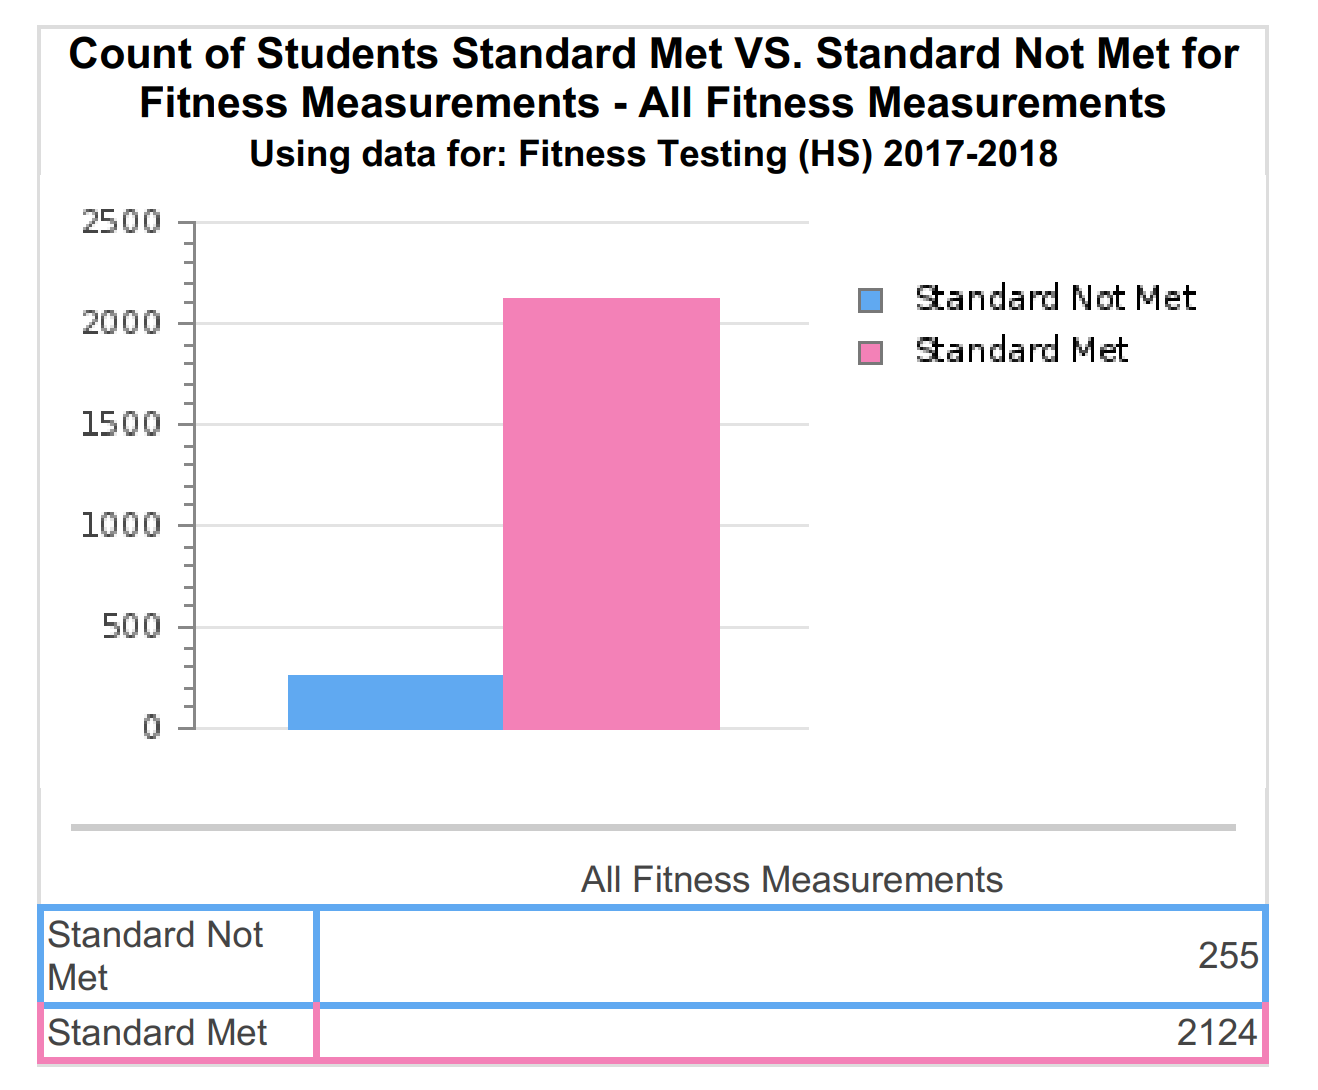 Count of Students Standard Met VS. Standard Not Met for
Fitness Measurements - All Fitness Measurements
Using data for: Fitness Testing (HS) 2017-2018
2500
2000
1500
1000
500
0
Standard Not Met
Standard Met
All Fitness Measurements
Standard Not
Met
255
Standard Met
2124